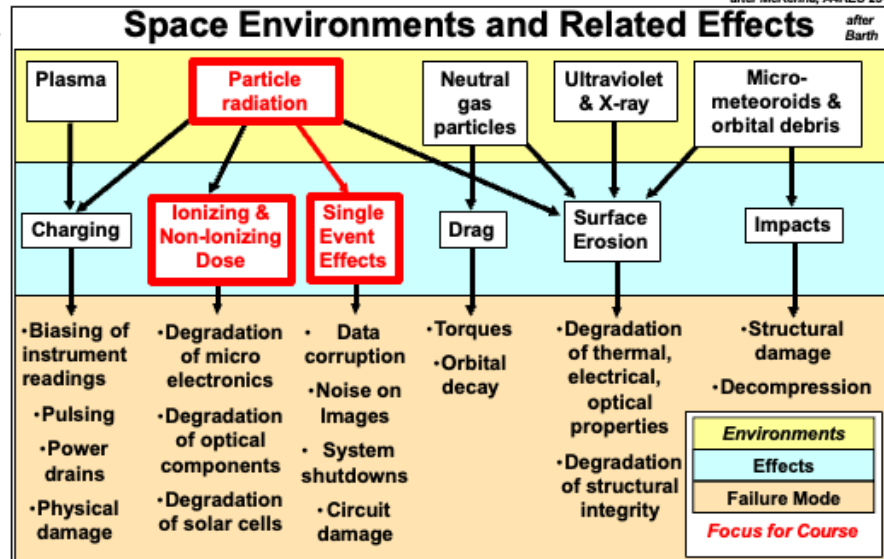 Space Environments and Related Effects
after
Barth
Plasma
Particle
radiation
Neutral
gas
particles
Ultraviolet
& X-ray
Micro-
meteoroids &
orbital debris
Charging
Ionizing &
Non-Ionizing
Dose
Single
Event
Effects
Drag
Surface
Erosion
Impacts
•Biasing of
instrument
readings
•Pulsing
•Power
drains
•Physical
damage
•Degradation
of micro
electronics
•Degradation
of optical
components
•Degradation
of solar cells
• Data
corruption
•Noise on
Images
• System
shutdowns
• Circuit
damage
•Torques
•Orbital
decay
•Degradation
of thermal,
electrical,
optical
properties
•Degradation
of structural
integrity
•Structural
damage
•Decompression
Environments
Effects
Failure Mode
Focus for Course